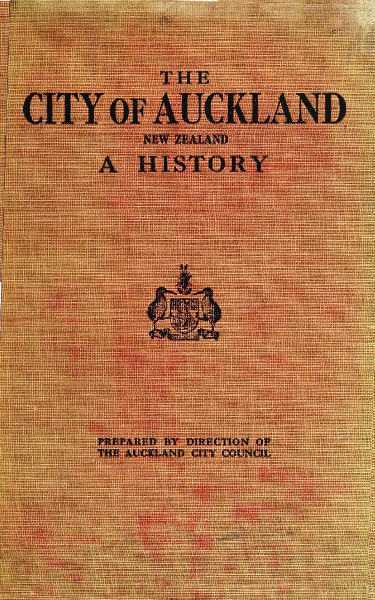 THE
CITY OF AUCKLAND
NEW ZEALAND
A HISTORY
PREPARED BY DIRECTION OF
THE AUCKLAND CITY COUNCIL